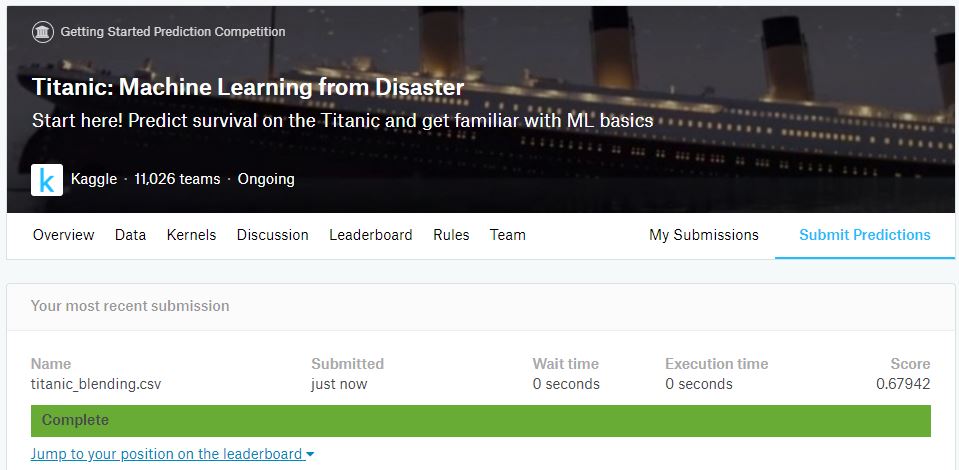 Getting Started Prediction Competition
Titanic: Machine Learning from Disaster
Start here! Predict survival on the Titanic and get familiar with ML basics
k Kaggle · 11,026 teams · Ongoing
Overview Data Kernels Discussion Leaderboard Rules Team My Submissions Submit Predictions
Your most recent submission
Name Submitted Wait time Execution time Score
titanic_blending.csv just now 0 seconds 0 seconds 0.67942
Complete
Jump to your position on the leaderboard